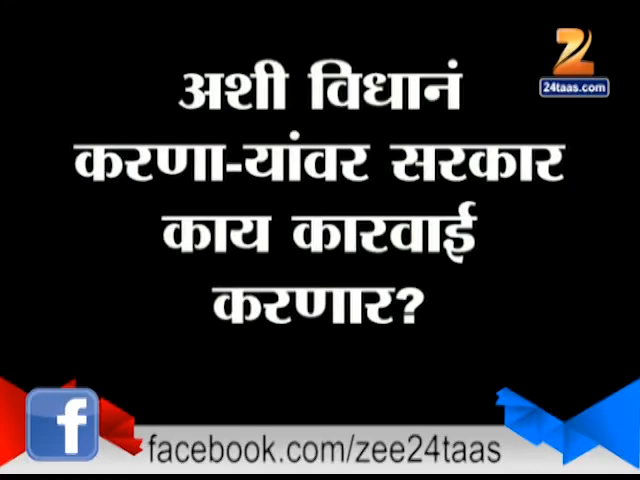 24taas.com
अशी विधानं
करणा-यांवर सरकार
काय कारवाई
करणार?
facebook.com/zee24taas